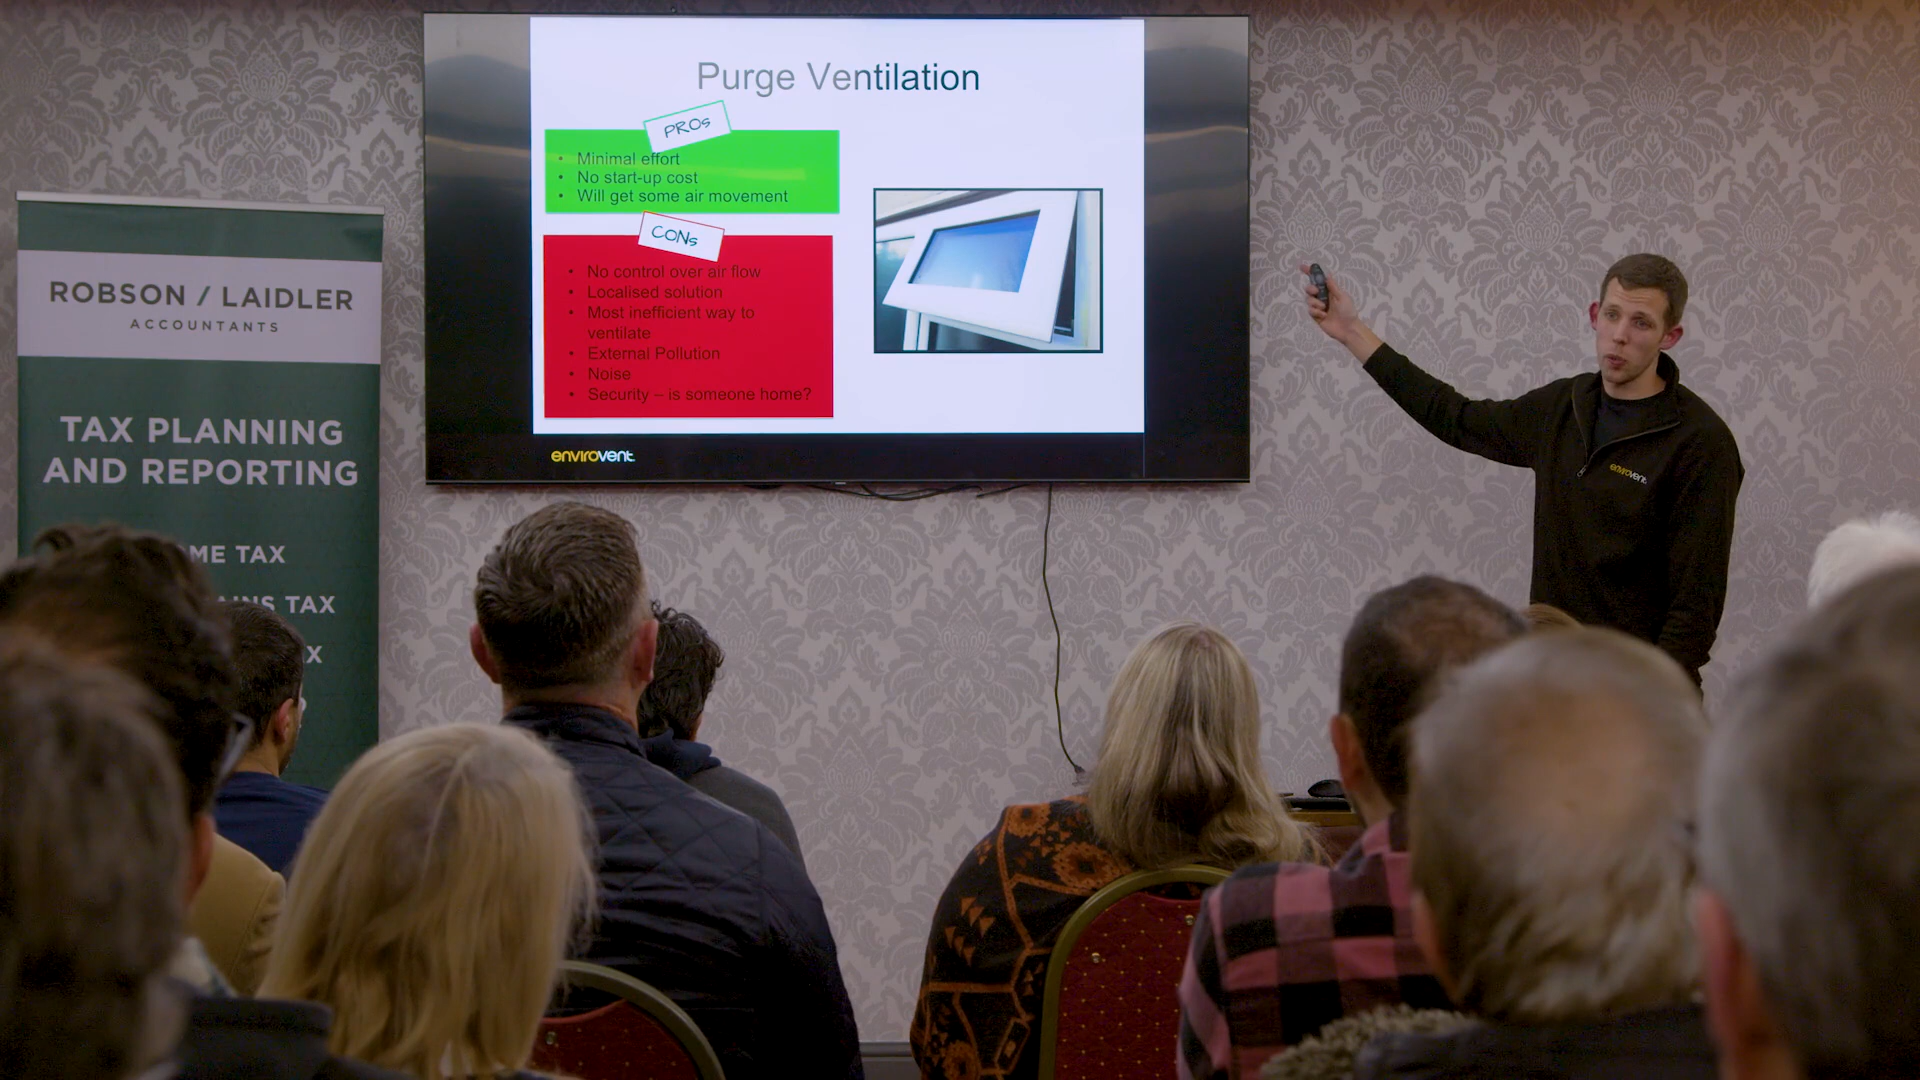 Purge Ventilation
PROs
• Minimal effort
• No start-up cost
• Will get some air movement
CONs
• No control over air flow
• Localised solution
• Most inefficient way to
ventilate
• External Pollution
• Noise
• Security – is someone home?
envirovent
ROBSON / LAIDLER
ACCOUNTANTS
TAX PLANNING
AND REPORTING
TAX
TAX
envirovent